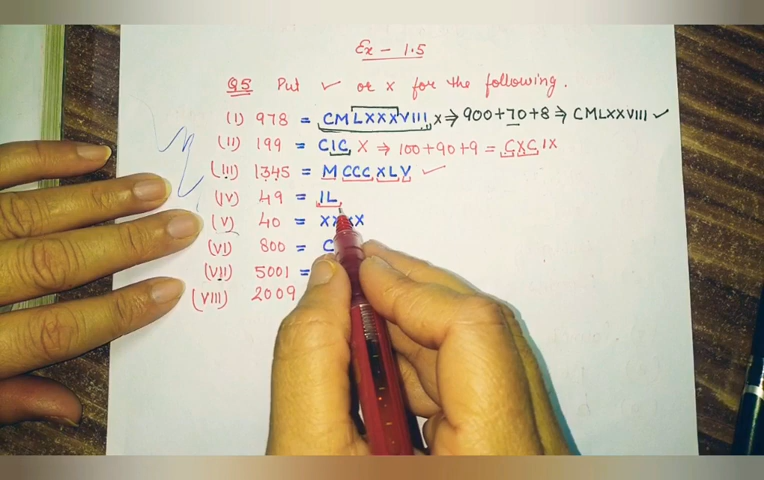 Ex - 1.5
Q5 Put ✓ or x for the following.
(I) 978 = CMLXXXVIII x ⇒ 900+70+8 ⇒ CMLXXVIII ✓
(II) 199 = CIC X ⇒ 100+90+9 = CXCIX
(III) 1345 = MCCCXLV ✓
(IV) 49 = IL
(V) 40 = XXXX
(VI) 800 = C
(VII) 5001 =
(VIII) 2009